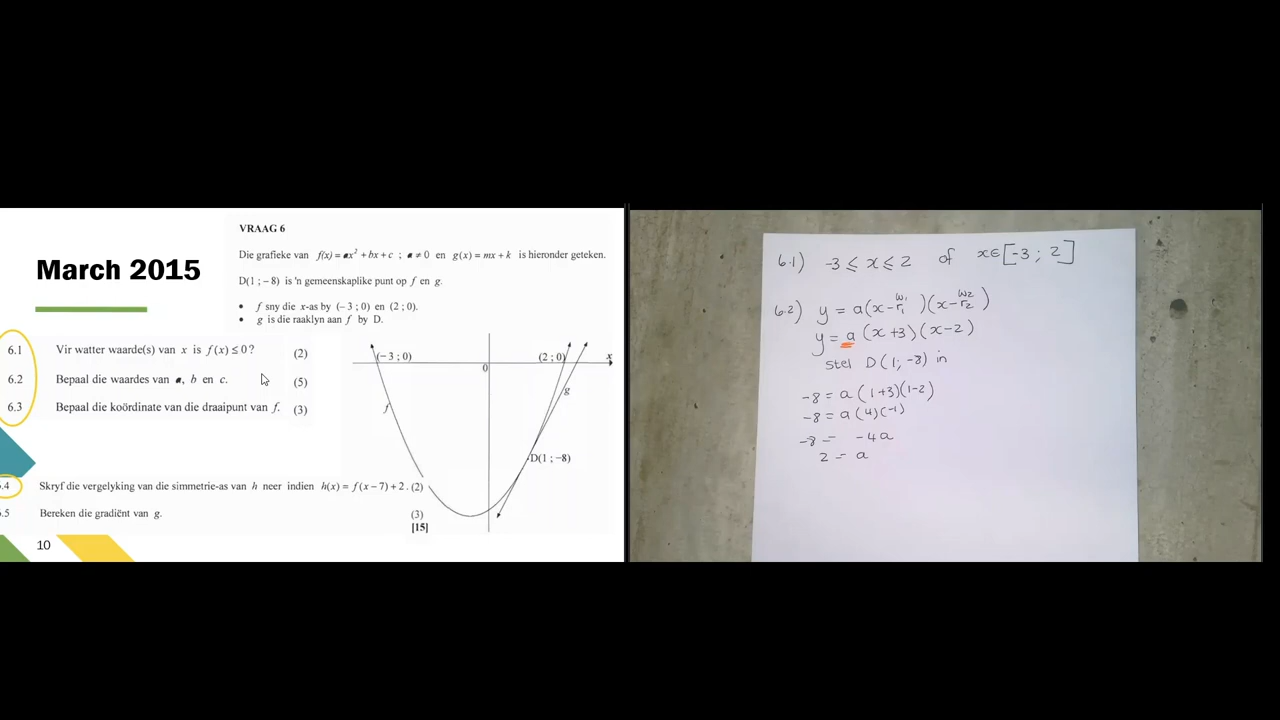 March 2015
VRAAG 6
Die grafieke van f(x) = ax² + bx + c ; a ≠ 0 en g(x) = mx + k is hieronder geteken.
D(1 ; – 8) is 'n gemeenskaplike punt op f en g.
• f sny die x-as by (– 3 ; 0) en (2 ; 0).
• g is die raaklyn aan f by D.
6.1 Vir watter waarde(s) van x is f(x) ≤ 0? (2)
6.2 Bepaal die waardes van a, b en c. (5)
6.3 Bepaal die koördinate van die draaipunt van f. (3)
.4 Skryf die vergelyking van die simmetrie-as van h neer indien h(x) = f(x – 7) + 2. (2)
.5 Bereken die gradiënt van g. (3)
[15]
10
(– 3 ; 0)
(2 ; 0)
x
0
g
f
D(1 ; –8)
6.1) -3 ≤ x ≤ 2 of x∈[-3 ; 2]
6.2) y = a(x-r₁)(x-r₂)
w₁ w₂
y = a (x+3)(x-2)
stel D(1; -8) in
-8 = a(1+3)(1-2)
-8 = a(4)(-1)
-8 = -4a
2 = a